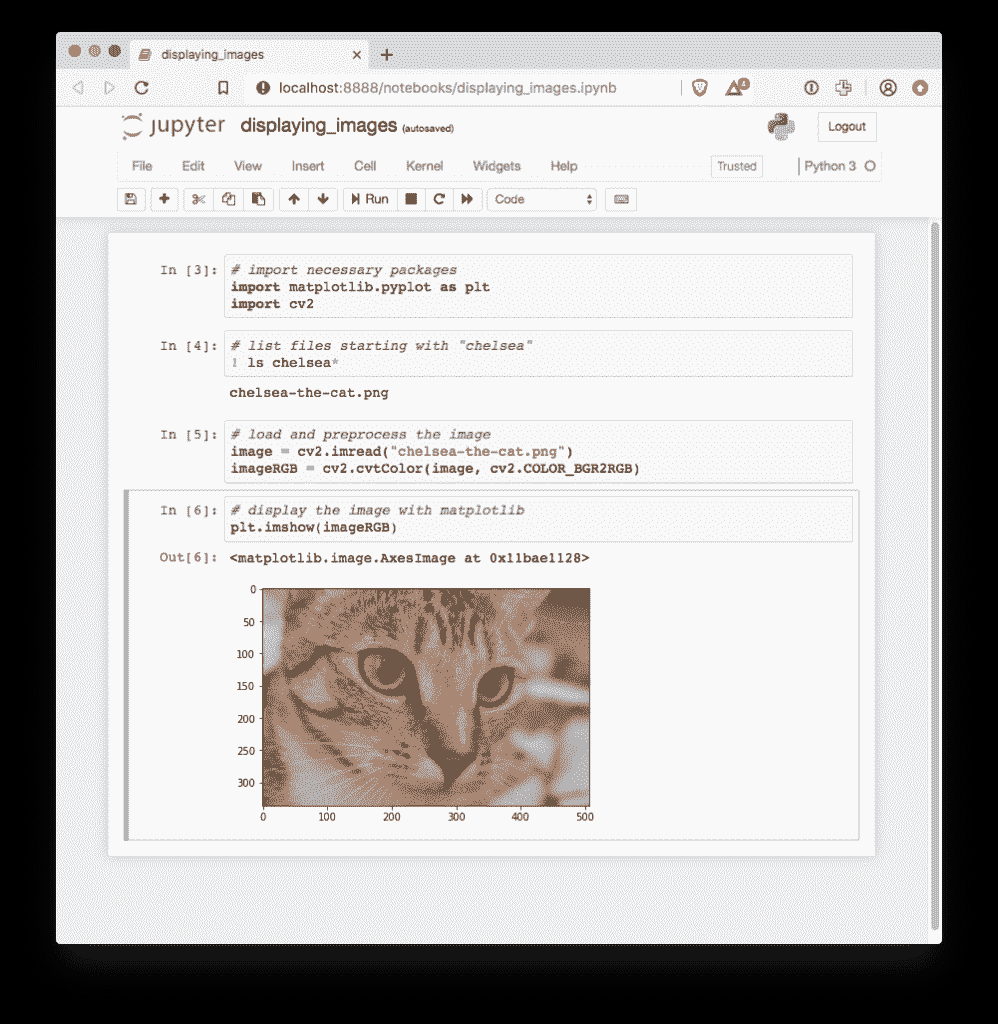 displaying_images
localhost:8888/notebooks/displaying_images.ipynb
4
jupyter displaying_images (autosaved)
Logout
File Edit View Insert Cell Kernel Widgets Help
Trusted
Python 3
Run
Code
In [3]: # import necessary packages
import matplotlib.pyplot as plt
import cv2
In [4]: # list files starting with "chelsea"
! ls chelsea*
chelsea-the-cat.png
In [5]: # load and preprocess the image
image = cv2.imread("chelsea-the-cat.png")
imageRGB = cv2.cvtColor(image, cv2.COLOR_BGR2RGB)
In [6]: # display the image with matplotlib
plt.imshow(imageRGB)
Out[6]: <matplotlib.image.AxesImage at 0x11bae1128>
0
50
100
150
200
250
300
0 100 200 300 400 500